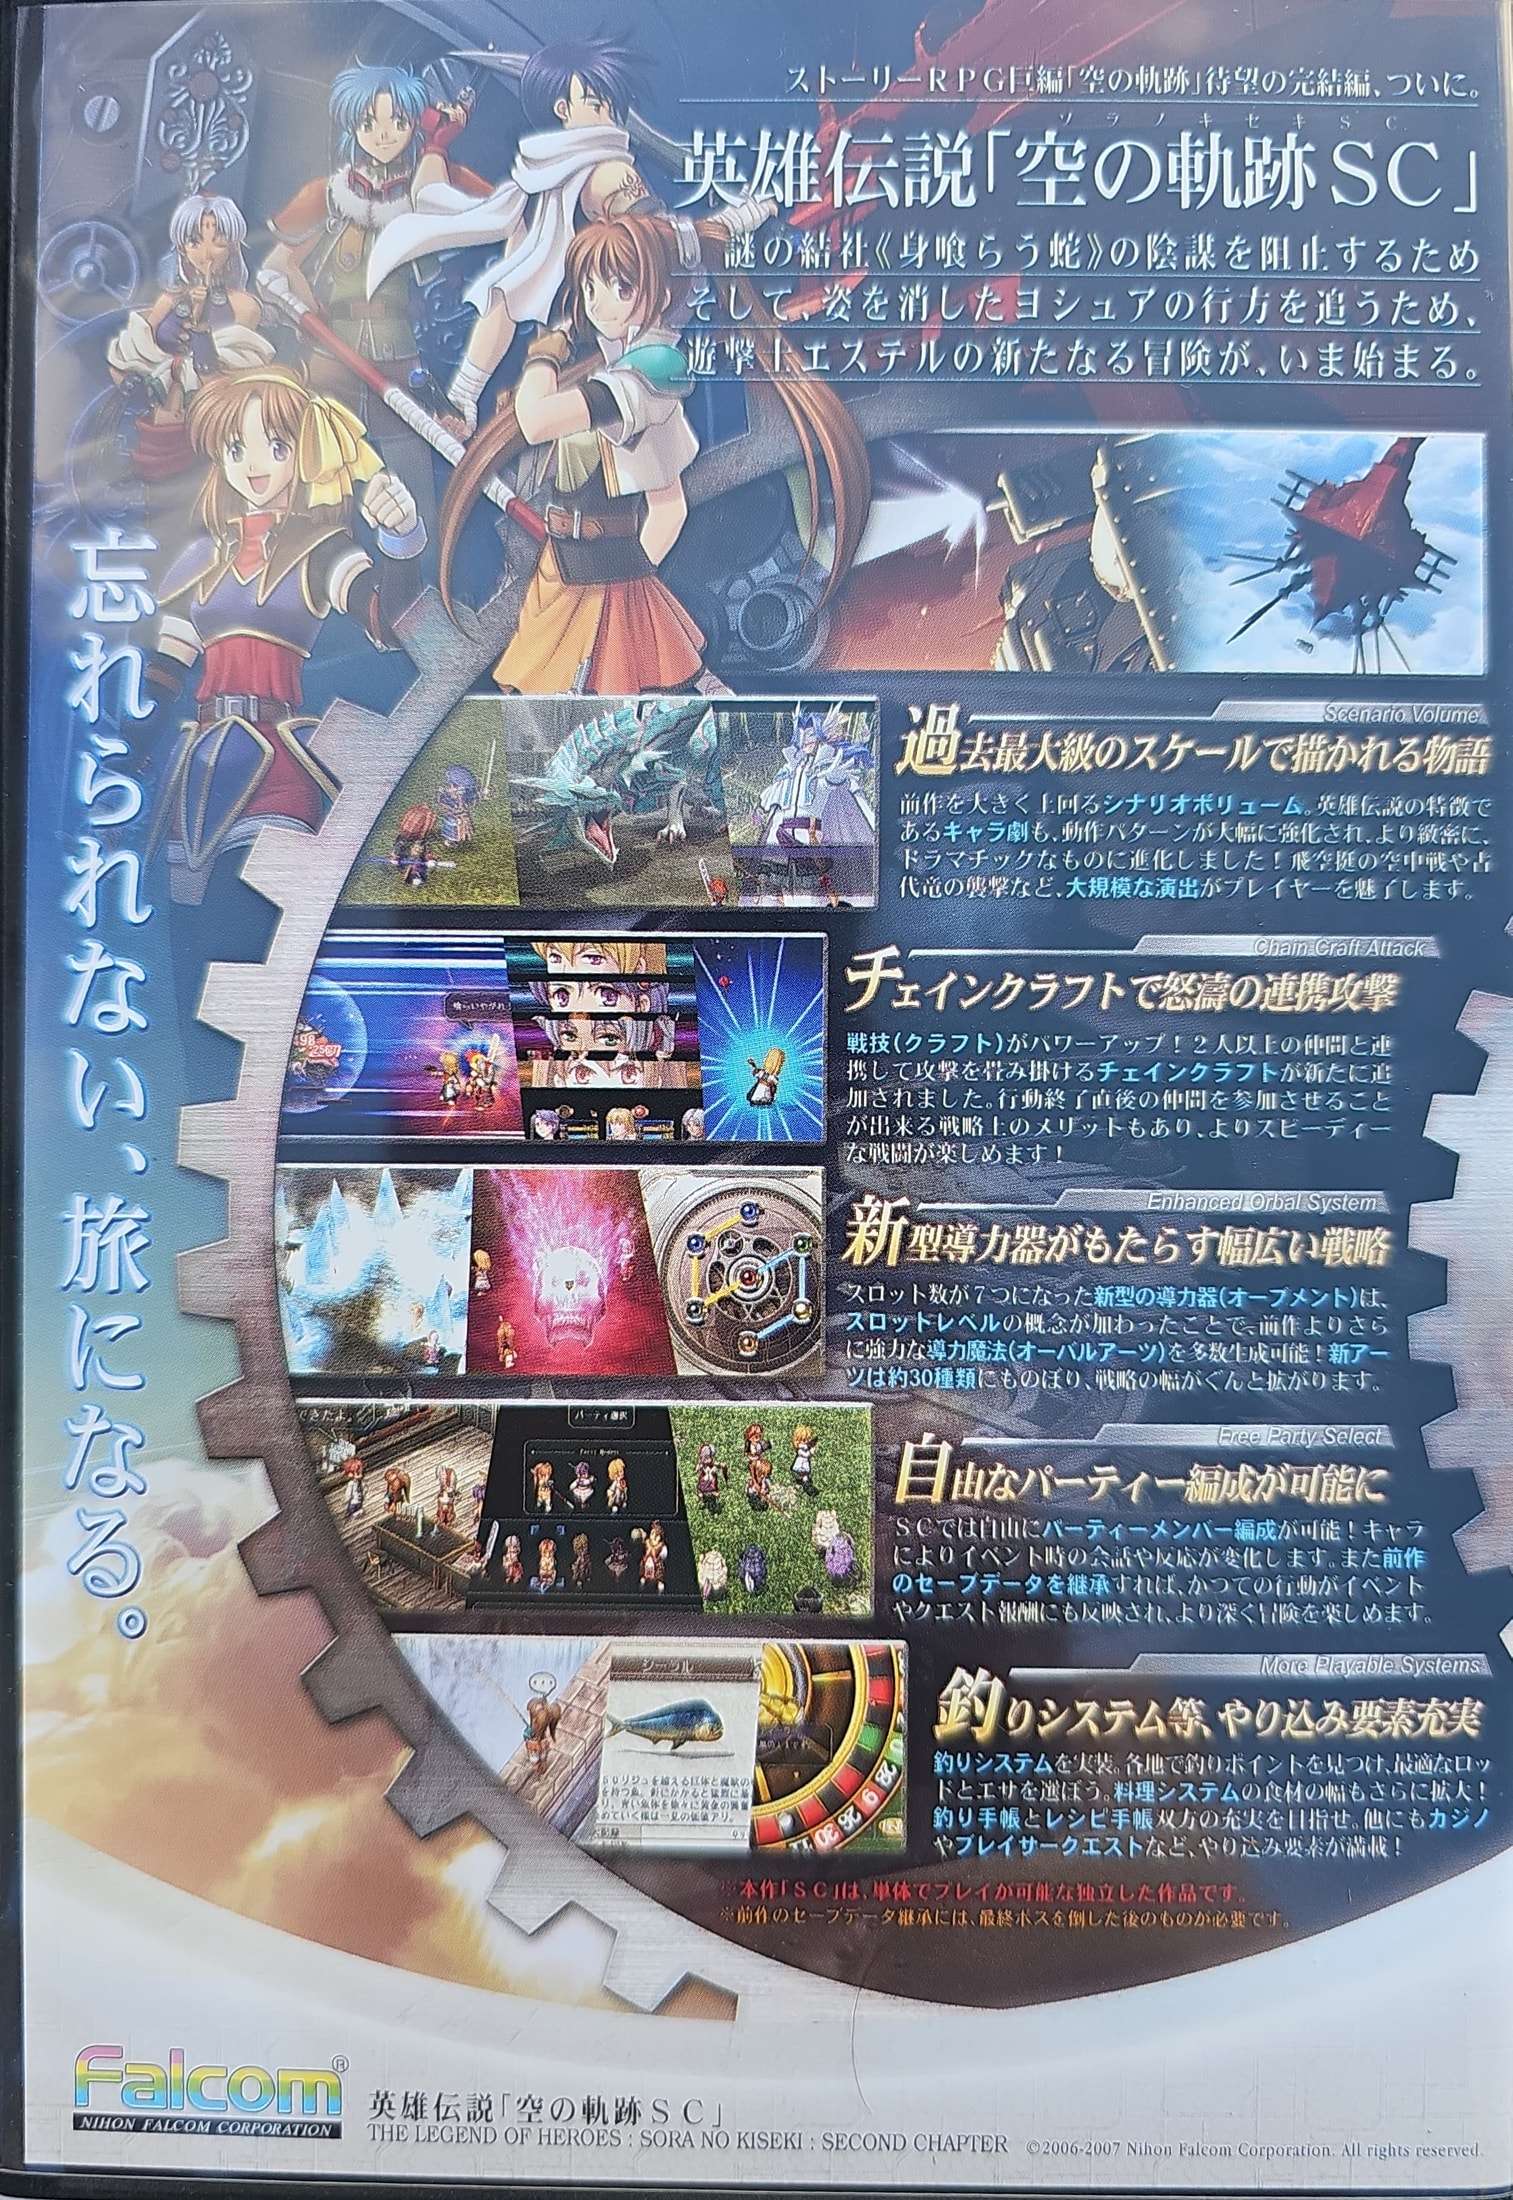 ストーリーRPG巨編「空の軌跡」待望の完結編、ついに。
ソラノキセキSC
英雄伝説「空の軌跡SC」
謎の結社《身喰らう蛇》の陰謀を阻止するため
そして、姿を消したヨシュアの行方を追うため、
遊撃士エステルの新たなる冒険が、いま始まる。
忘れられない、旅になる。
Scenario Volume
過去最大級のスケールで描かれる物語
前作を大きく上回るシナリオボリューム。英雄伝説の特徴で
あるキャラ劇も、動作パターンが大幅に強化され、より緻密に、
ドラマチックなものに進化しました！飛空挺の空中戦や古
代竜の襲撃など、大規模な演出がプレイヤーを魅了します。
Chain Craft Attack
チェインクラフトで怒濤の連携攻撃
戦技(クラフト)がパワーアップ！2人以上の仲間と連
携して攻撃を畳み掛けるチェインクラフトが新たに追
加されました。行動終了直後の仲間を参加させること
が出来る戦略上のメリットもあり、よりスピーディー
な戦闘が楽しめます！
Enhanced Orbal System
新型導力器がもたらす幅広い戦略
スロット数が7つになった新型の導力器(オーブメント)は、
スロットレベルの概念が加わったことで、前作よりさら
に強力な導力魔法(オーバルアーツ)を多数生成可能！新アー
ツは約30種類にものぼり、戦略の幅がぐんと拡がります。
できたよ
パーティ選択
Free Party Select
自由なパーティー編成が可能に
SCでは自由にパーティーメンバー編成が可能！キャラ
によりイベント時の会話や反応が変化します。また前作
のセーブデータを継承すれば、かつての行動がイベント
やクエスト報酬にも反映され、より深く冒険を楽しめます。
シーラル
More Playable Systems
釣りシステム等、やり込み要素充実
釣りシステムを実装。各地で釣りポイントを見つけ、最適なロッ
ドとエサを選ぼう。料理システムの食材の幅もさらに拡大！
釣り手帳とレシピ手帳双方の充実を目指せ。他にもカジノ
やブレイサークエストなど、やり込み要素が満載！
※本作「SC」は、単体でプレイが可能な独立した作品です。
※前作のセーブデータ継承には、最終ボスを倒した後のものが必要です。
Falcom®
NIHON FALCOM CORPORATION
英雄伝説「空の軌跡SC」
THE LEGEND OF HEROES : SORA NO KISEKI : SECOND CHAPTER
©2006-2007 Nihon Falcom Corporation. All rights reserved.